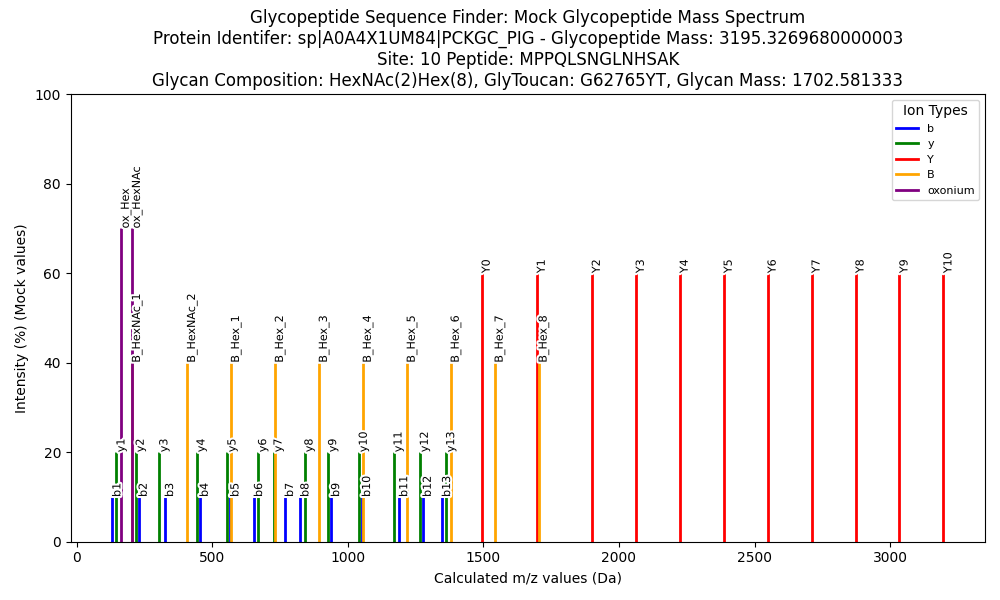 Glycopeptide Sequence Finder: Mock Glycopeptide Mass Spectrum
Protein Identifer: sp|A0A4X1UM84|PCKGC_PIG - Glycopeptide Mass: 3195.3269680000003
Site: 10 Peptide: MPPQLSNGLNHSAK
Glycan Composition: HexNAc(2)Hex(8), GlyToucan: G62765YT, Glycan Mass: 1702.581333
Intensity (%) (Mock values)
100
80
60
40
20
0
Ion Types
b
y
Y
B
oxonium
ox_Hex
ox_HexNAc
Y0
Y1
Y2
Y3
Y4
Y5
Y6
Y7
Y8
Y9
Y10
B_HexNAc_1
B_HexNAc_2
B_Hex_1
B_Hex_2
B_Hex_3
B_Hex_4
B_Hex_5
B_Hex_6
B_Hex_7
B_Hex_8
y1
y2
y3
y4
y5
y6
y7
y8
y9
y10
y11
y12
y13
b1
b2
b3
b4
b5
b6
b7
b8
b9
b10
b11
b12
b13
0
500
1000
1500
2000
2500
3000
Calculated m/z values (Da)